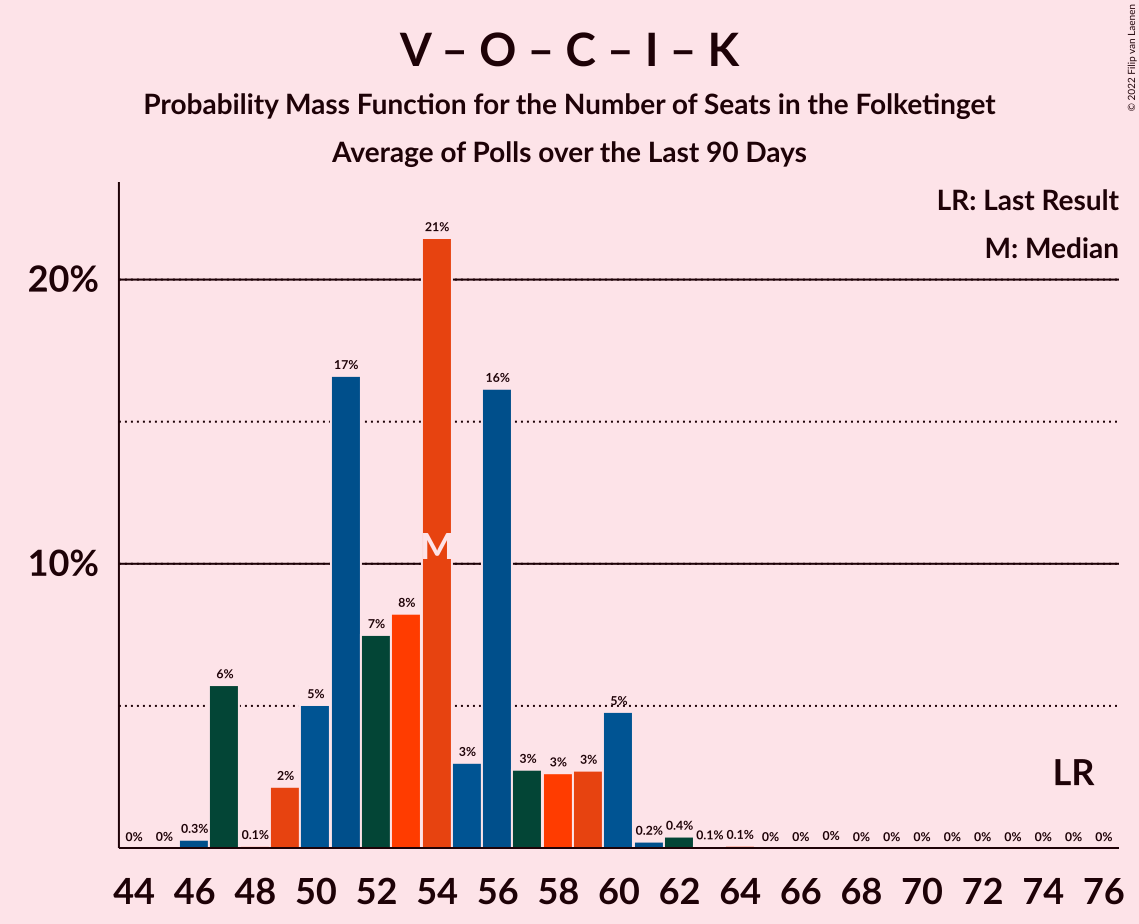 V – O – C – I – K
Probability Mass Function for the Number of Seats in the Folketinget
Average of Polls over the Last 90 Days
© 2022 Filip van Laenen
LR: Last Result
M: Median
20%
10%
0% 0% 0.3% 6% 0.1% 2% 5% 17% 7% 8% 21% 3% 16% 3% 3% 3% 5% 0.2% 0.4% 0.1% 0.1% 0% 0% 0% 0% 0% 0% 0% 0% 0% 0% 0% 0%
M
LR
44 46 48 50 52 54 56 58 60 62 64 66 68 70 72 74 76